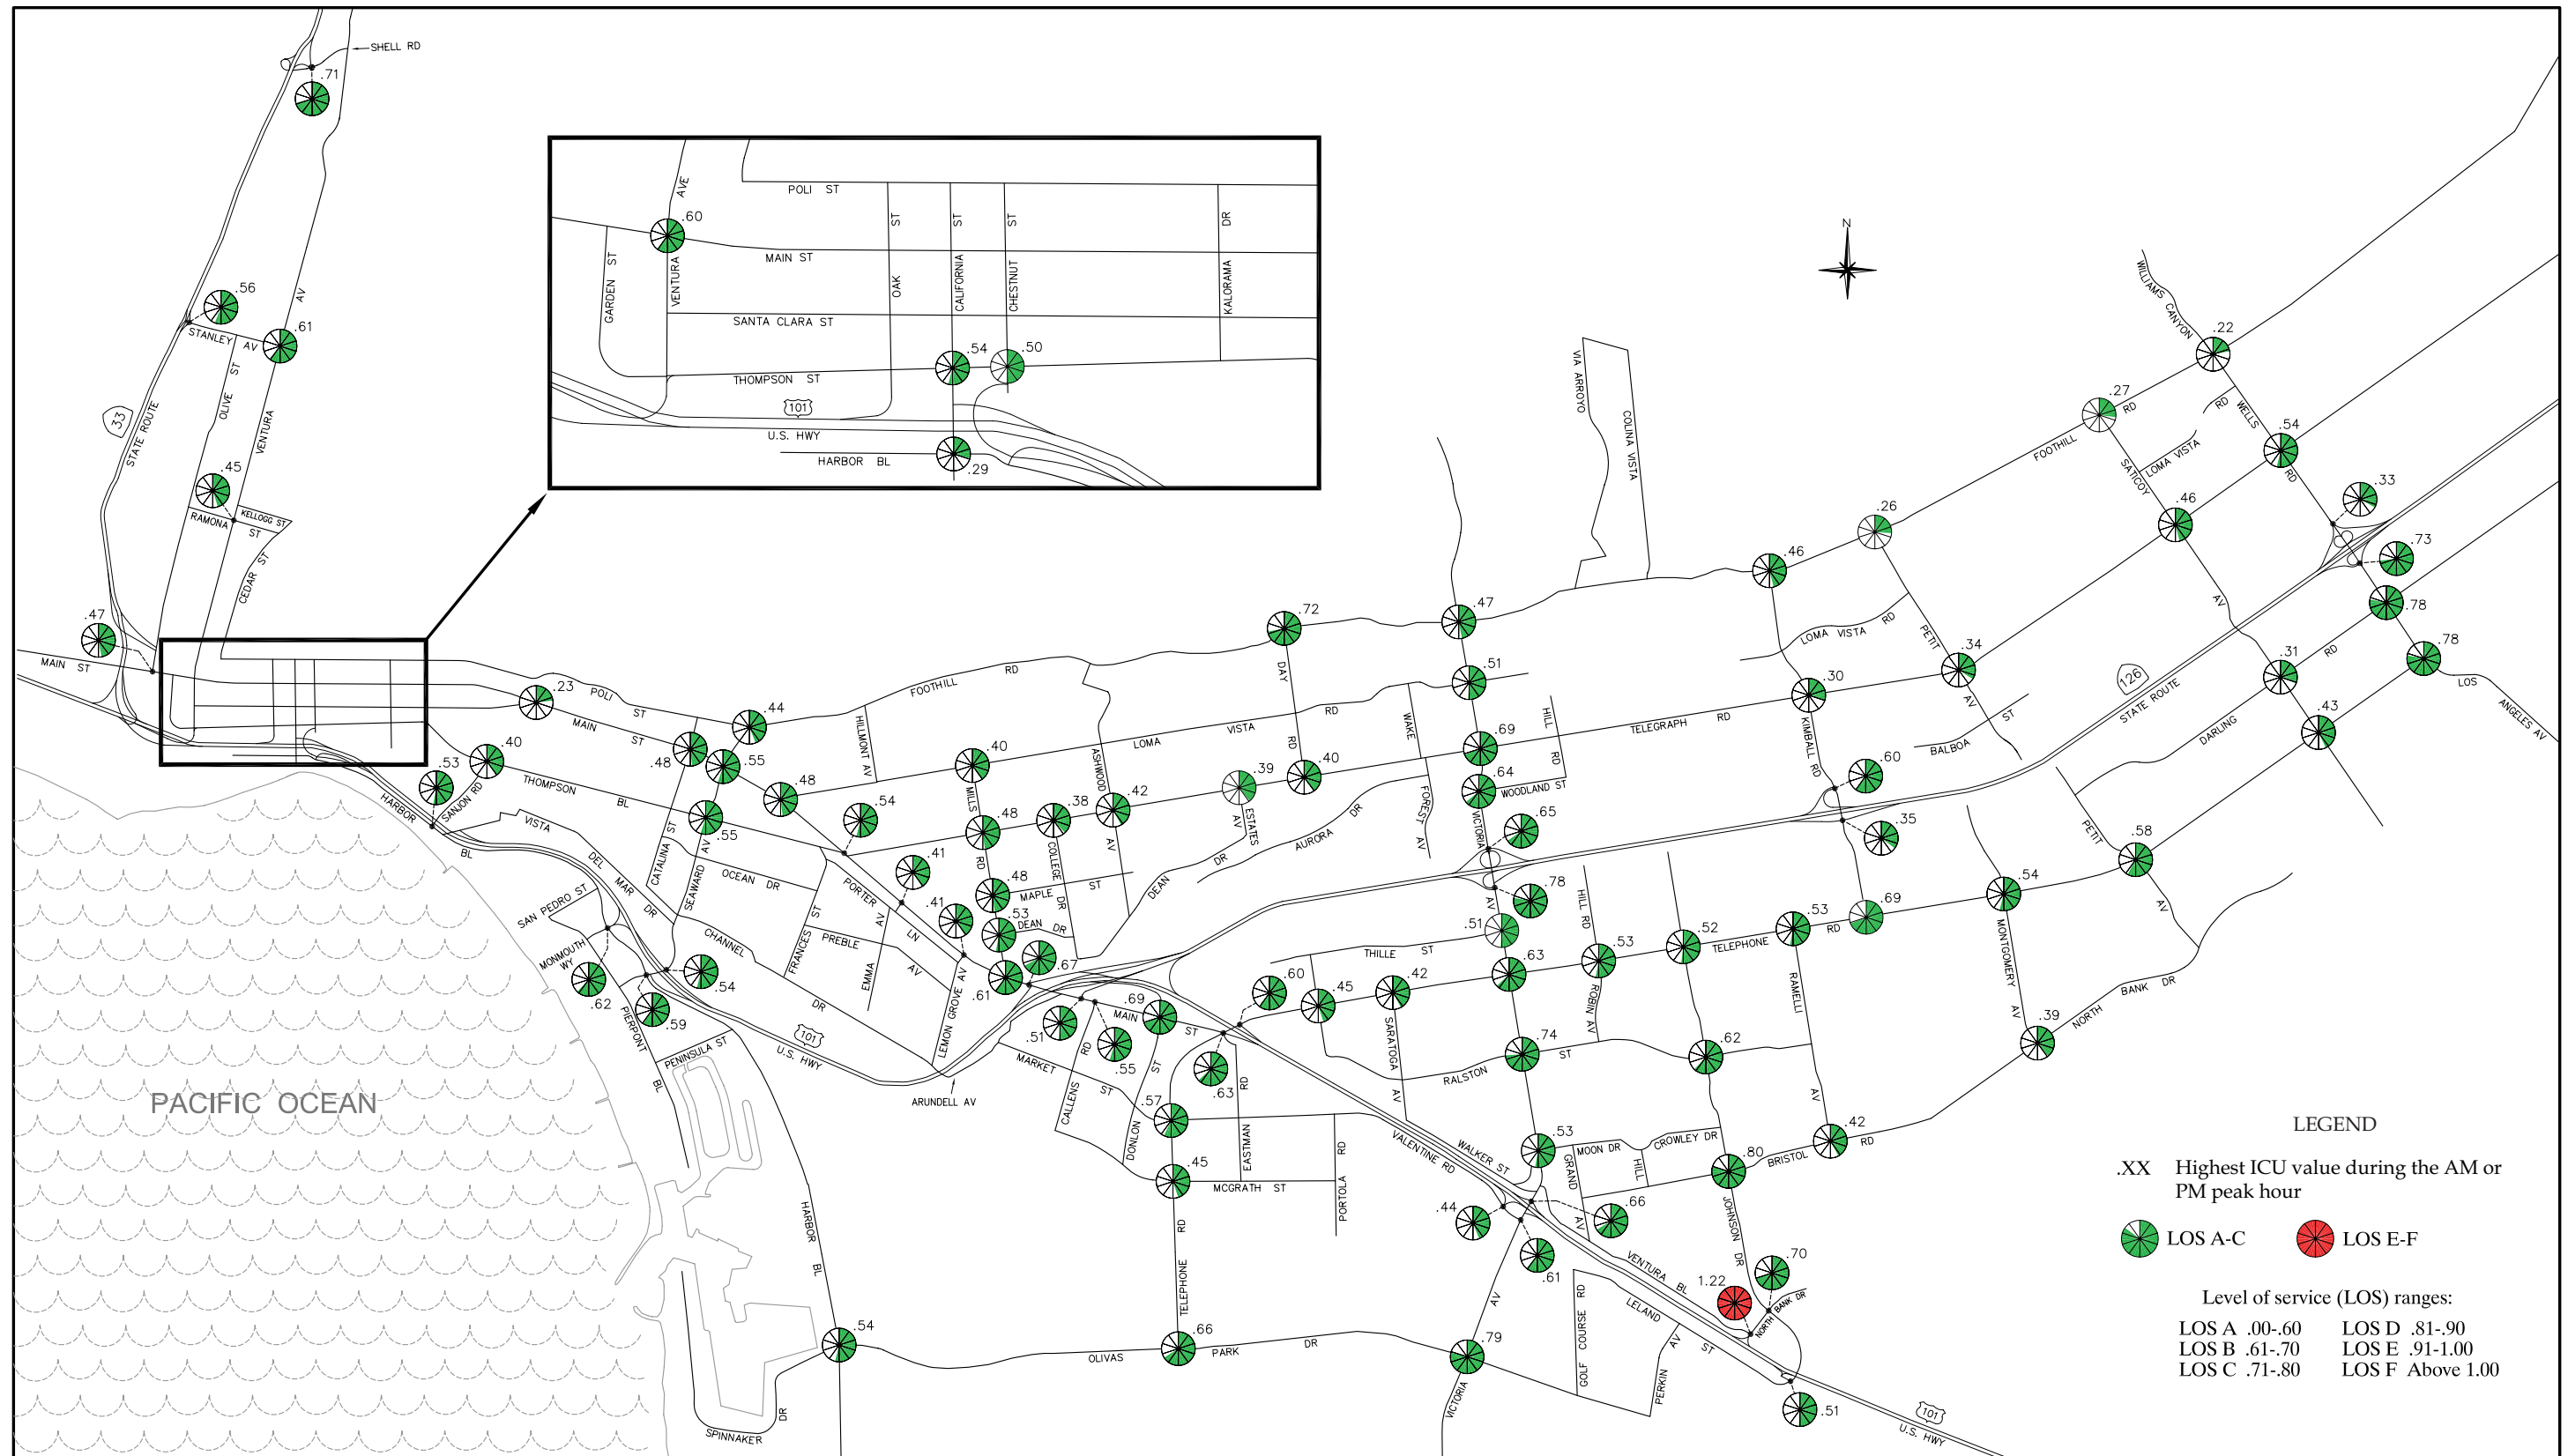 SHELL RD
.71
.56
.61
STANLEY AV
OLIVE ST
VENTURA AV
33
STATE ROUTE
.45
RAMONA ST
KELLOGG ST
CEDAR ST
.47
MAIN ST
VENTURA AVE
.60
POLI ST
GARDEN ST
MAIN ST
OAK ST
CALIFORNIA ST
CHESTNUT ST
KALORAMA DR
SANTA CLARA ST
.54
.50
THOMPSON ST
101
U.S. HWY
HARBOR BL
.29
N
WILLIAMS CANYON
.22
.27
RD
FOOTHILL
RD
WELLS
RD
LOMA VISTA
SATICOY
AV
.54
.46
.33
.73
.78
.78
LOS ANGELES AV
.31
RD
DARLING
.43
126
STATE ROUTE
VIA ARROYO
COLINA VISTA
.26
.46
.47
.72
LOMA VISTA RD
PETIT
AV
.34
.30
BALBOA ST
KIMBALL RD
.60
.35
.51
.69
TELEGRAPH RD
HILL RD
.64
WOODLAND ST
VICTORIA
AV
.65
.78
WAKE
FOREST AV
DAY
RD
.40
.39
ESTATES AV
AURORA DR
DEAN DR
ASHWOOD
.42
LOMA VISTA RD
FOOTHILL RD
HILLMONT AV
.40
MILLS
RD
.48
.38
COLLEGE DR
.48
MAPLE ST
.53
DEAN DR
.67
.61
.41
.41
.54
.48
.44
.55
.48
.55
POLI ST
MAIN ST
.23
.40
.53
SANJON RD
THOMPSON BL
HARBOR BL
VISTA DEL MAR DR
CATALINA ST
SEAWARD AV
OCEAN DR
SAN PEDRO ST
MONMOUTH WY
.62
.59
.54
CHANNEL DR
FRANCES ST
PREBLE AV
EMMA AV
PORTER LN
LEMON GROVE AV
PIERPONT BL
PENINSULA ST
101
U.S. HWY
ARUNDELL AV
MARKET ST
.51
.55
.69
MAIN ST
CALLENS RD
DONLON ST
.57
.45
.63
.60
.45
EASTMAN RD
MCGRATH ST
PORTOLA RD
TELEPHONE RD
THILLE ST
.42
SARATOGA AV
.51
.63
HILL RD
.53
ROBIN AV
.52
TELEPHONE RD
.53
.69
RAMELLI AV
.54
MONTGOMERY AV
.58
PETIT AV
.39
NORTH BANK DR
RALSTON ST
.74
.62
.53
MOON DR
CROWLEY DR
HILL
GRAND AV
.80
BRISTOL RD
.42
VALENTINE RD
WALKER ST
.44
.66
.61
JOHNSON DR
VENTURA BL
.70
1.22
NORTH BANK DR
LELAND ST
GOLF COURSE RD
PERKIN AV
.51
101
U.S. HWY
PACIFIC OCEAN
HARBOR BL
.54
SPINNAKER DR
.66
OLIVAS PARK DR
.79
VICTORIA AV
LEGEND
.XX Highest ICU value during the AM or
PM peak hour
LOS A-C LOS E-F
Level of service (LOS) ranges:
LOS A .00-.60 LOS D .81-.90
LOS B .61-.70 LOS E .91-1.00
LOS C .71-.80 LOS F Above 1.00